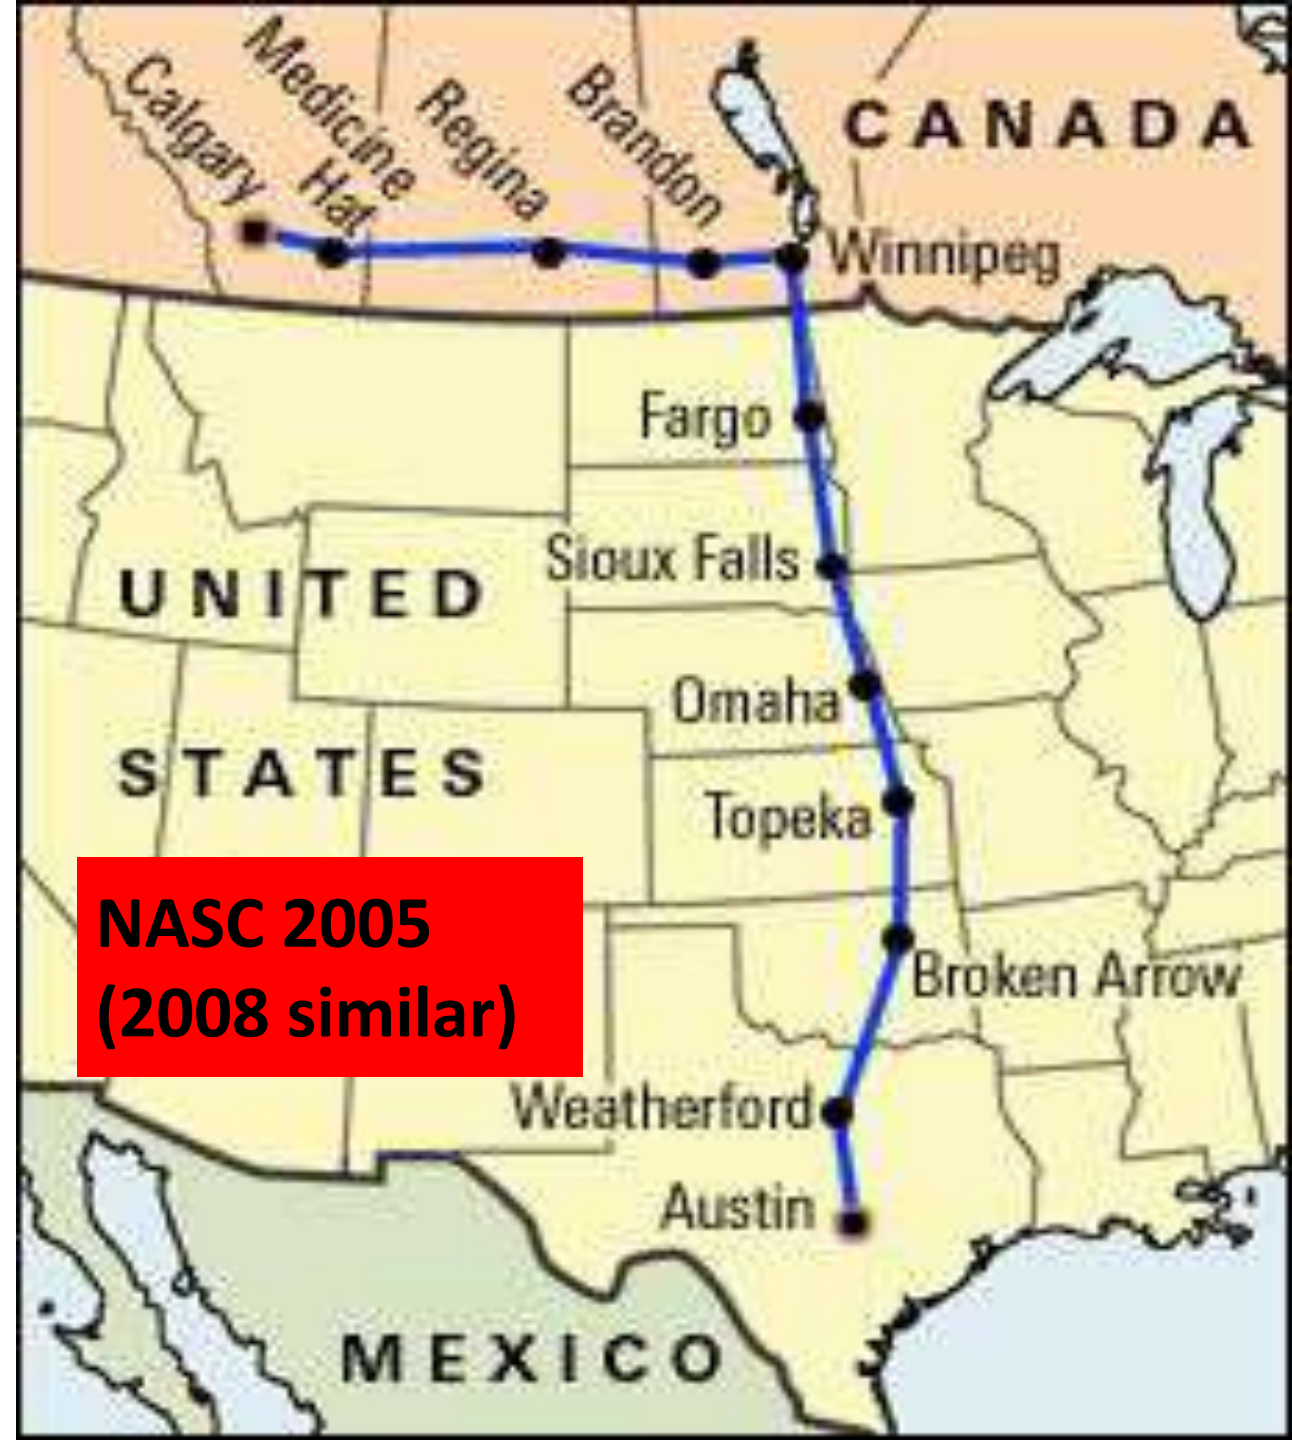 Calgary
Medicine
Hat
Regina
Brandon
CANADA
Winnipeg
Fargo
Sioux Falls
UNITED
Omaha
STATES
Topeka
NASC 2005
(2008 similar)
Broken Arrow
Weatherford
Austin
MEXICO